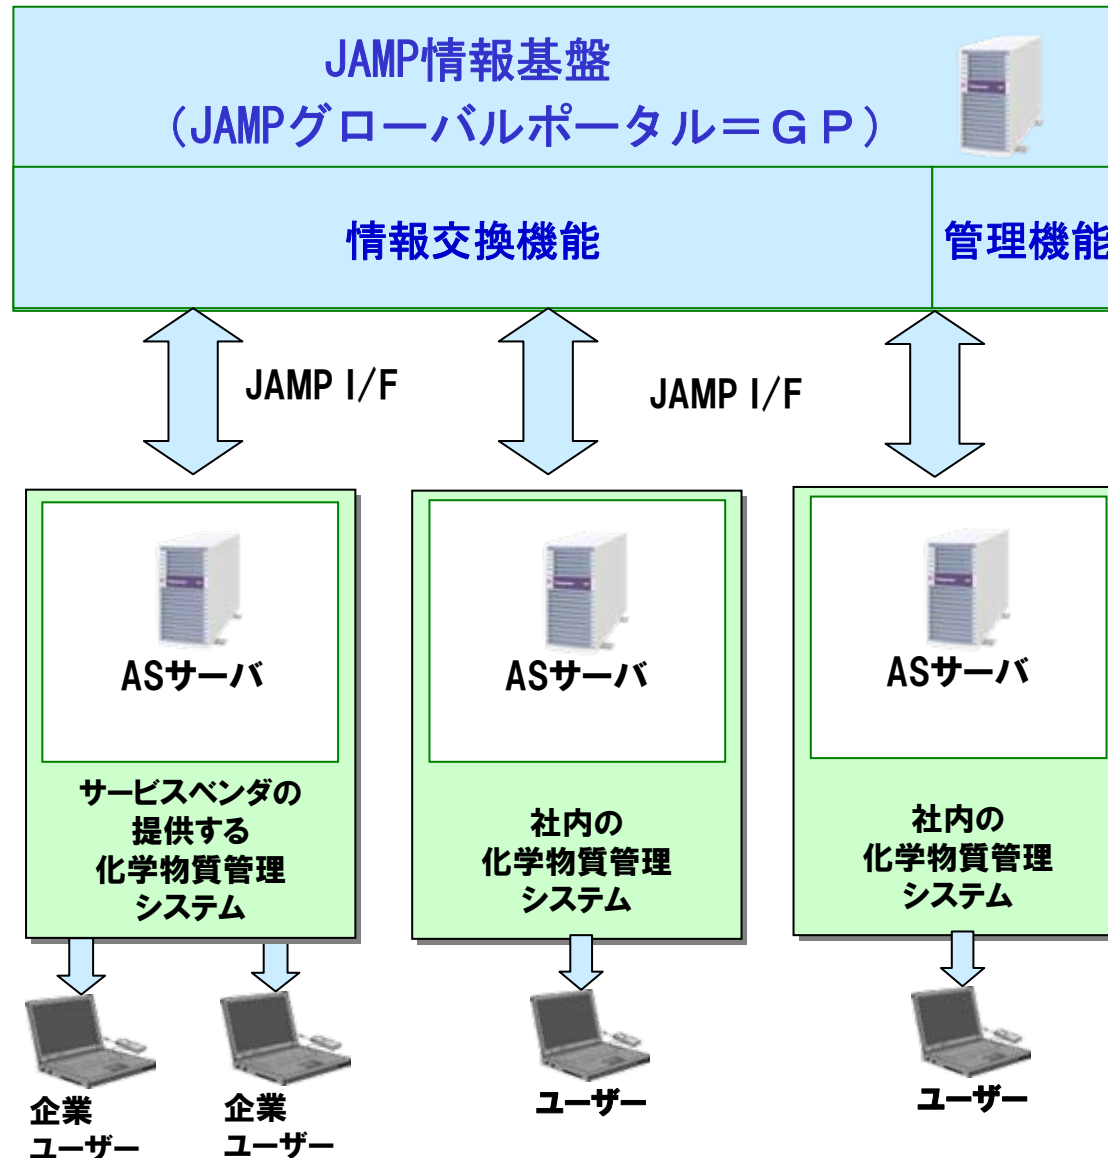 JAMP情報基盤
（JAMPグローバルポータル＝ＧＰ）
情報交換機能
管理機能
JAMP I/F
JAMP I/F
ASサーバ
ASサーバ
ASサーバ
サービスベンダの
提供する
化学物質管理
システム
社内の
化学物質管理
システム
社内の
化学物質管理
システム
企業
ユーザー
企業
ユーザー
ユーザー
ユーザー